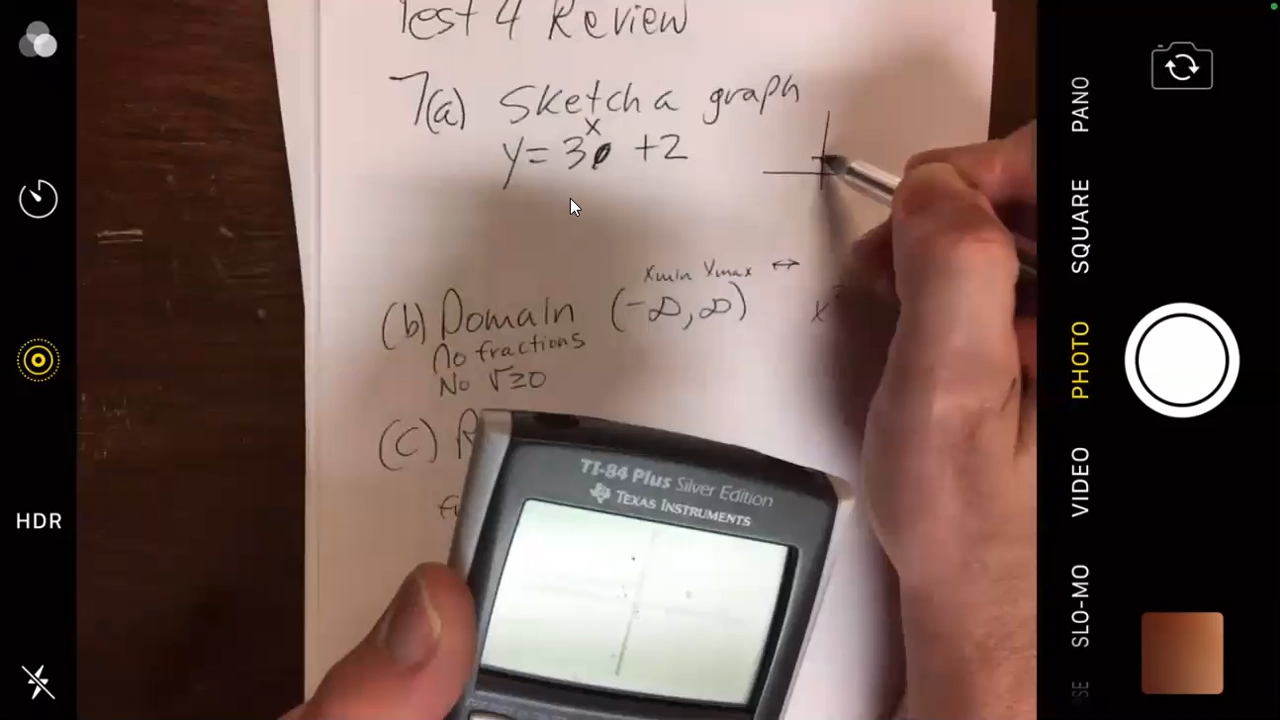 Test 4 Review
7(a) Sketch a graph
y = 3^x +2
xmin xmax ↔
(b) Domain (-∞, ∞) x
No fractions
No √≥0
(C) R
TI-84 Plus Silver Edition
TEXAS INSTRUMENTS
HDR
PANO
SQUARE
PHOTO
VIDEO
SLO-MO